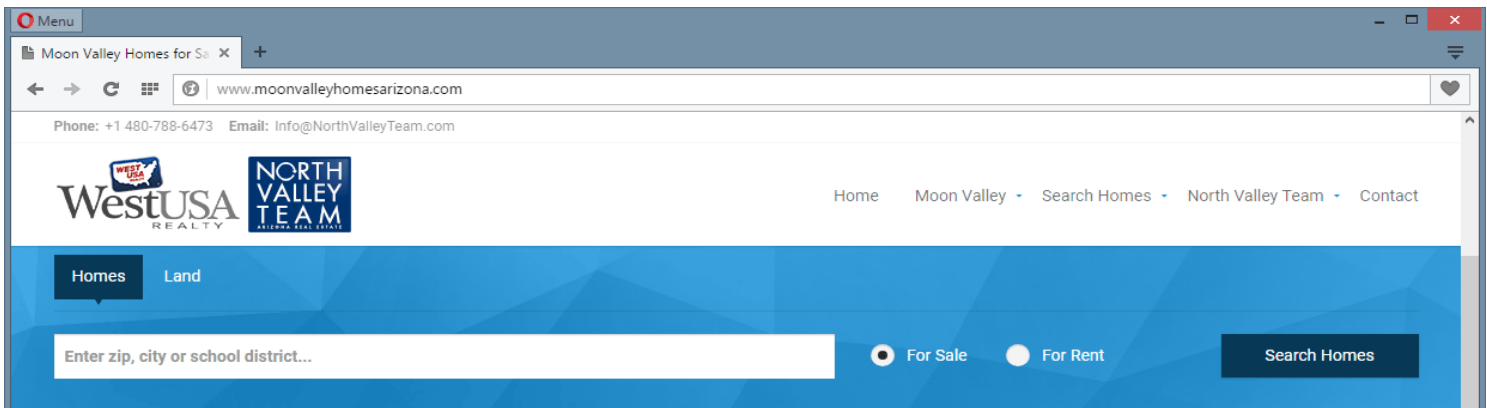 Menu
Moon Valley Homes for Sa
www.moonvalleyhomesarizona.com
Phone: +1 480-788-6473 Email: Info@NorthValleyTeam.com
WEST
USA
WestUSA
REALTY
NORTH
VALLEY
TEAM
ARIZONA REAL ESTATE
Home Moon Valley Search Homes North Valley Team Contact
Homes Land
Enter zip, city or school district... For Sale For Rent Search Homes